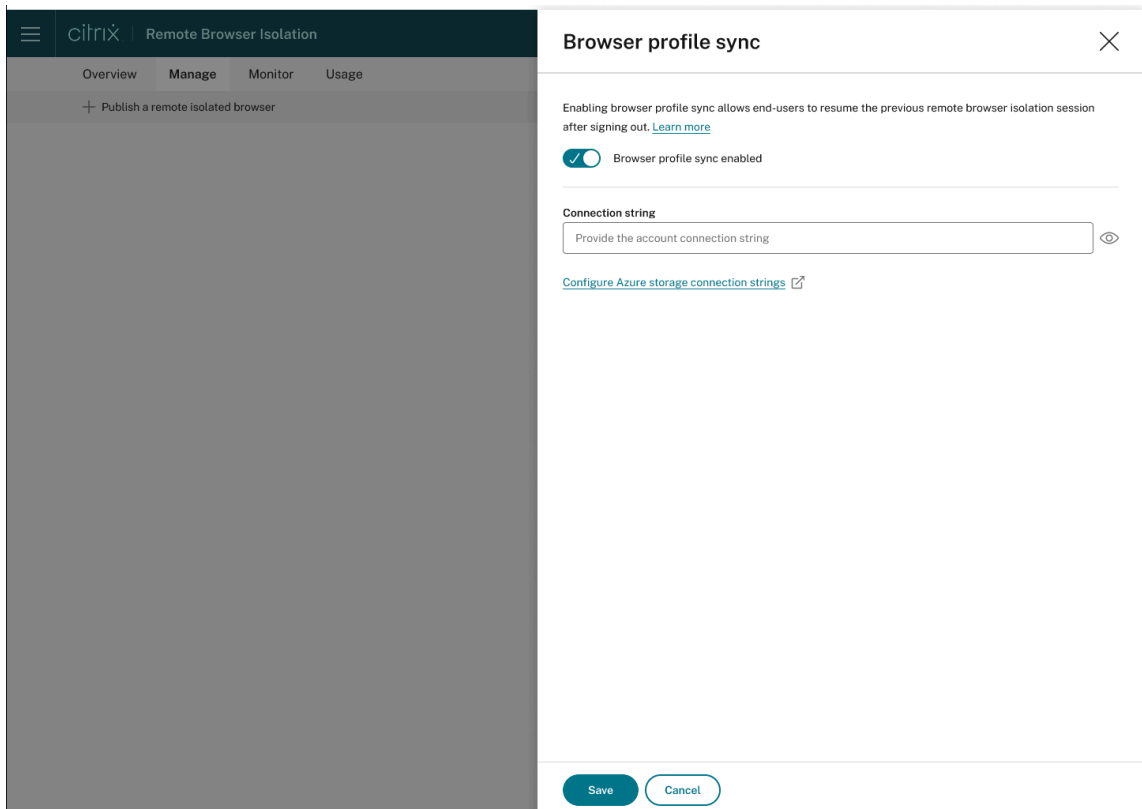 citrix
Remote Browser Isolation
Overview Manage Monitor Usage
Publish a remote isolated browser
Browser profile sync
Enabling browser profile sync allows end-users to resume the previous remote browser isolation session
after signing out. Learn more
Browser profile sync enabled
Connection string
Provide the account connection string
Configure Azure storage connection strings
Save Cancel